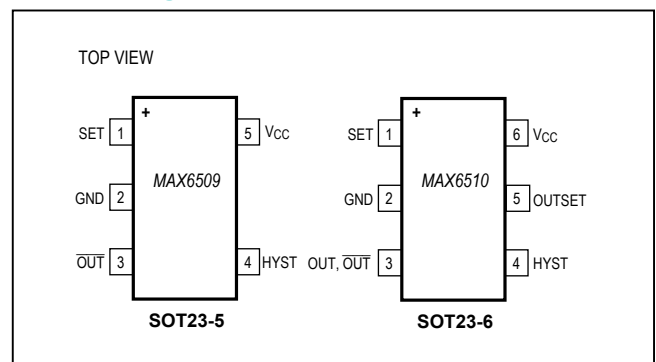 TOP VIEW
+
SET 1
5 VCC
MAX6509
GND 2
OUT 3
4 HYST
SOT23-5
+
SET 1
6 VCC
MAX6510
GND 2
5 OUTSET
OUT, OUT 3
4 HYST
SOT23-6